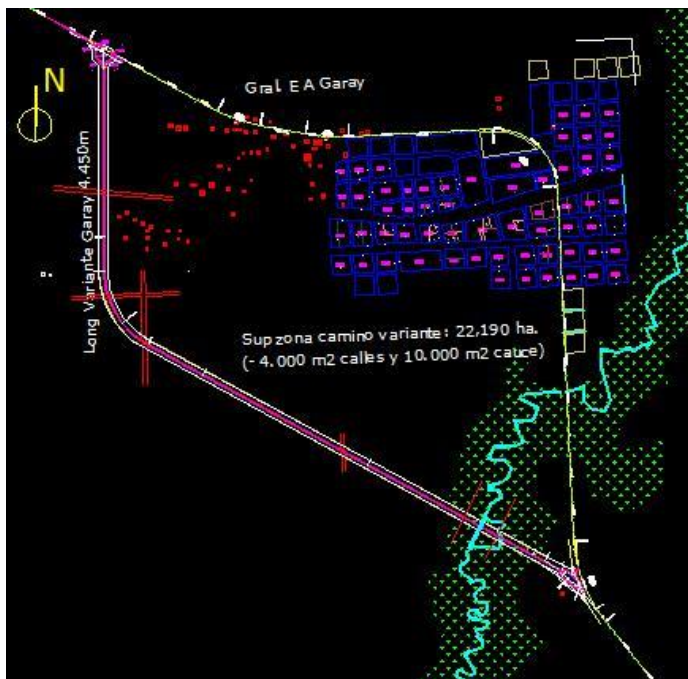 Gral. E A Garay
N
Long Variante Garay 4.450m
Sup zona camino variante: 22,190 ha.
(- 4.000 m2 calles y 10.000 m2 cauce)